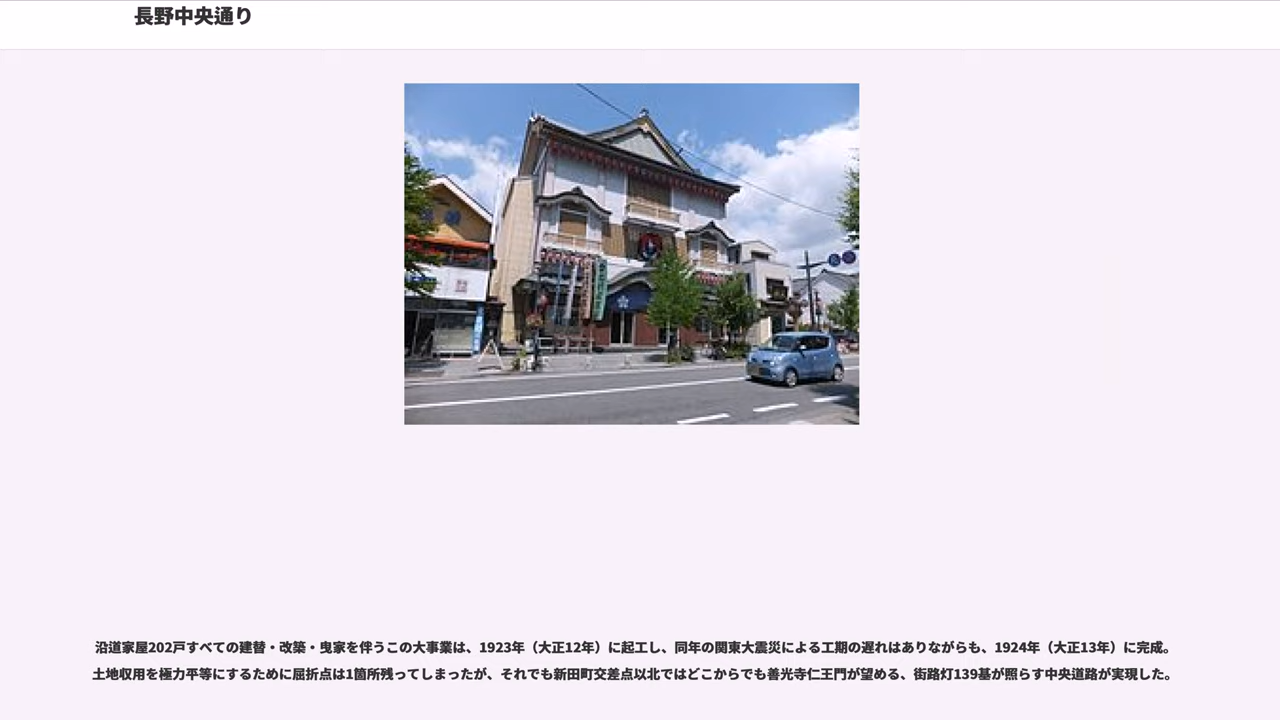 長野中央通り
沿道家屋202戸すべての建替・改築・曳家を伴うこの大事業は、1923年（大正12年）に起工し、同年の関東大震災による工期の遅れはありながらも、1924年（大正13年）に完成。
土地収用を極力平等にするために屈折点は1箇所残ってしまったが、それでも新田町交差点以北ではどこからでも善光寺仁王門が望める、街路灯139基が照らす中央道路が実現した。